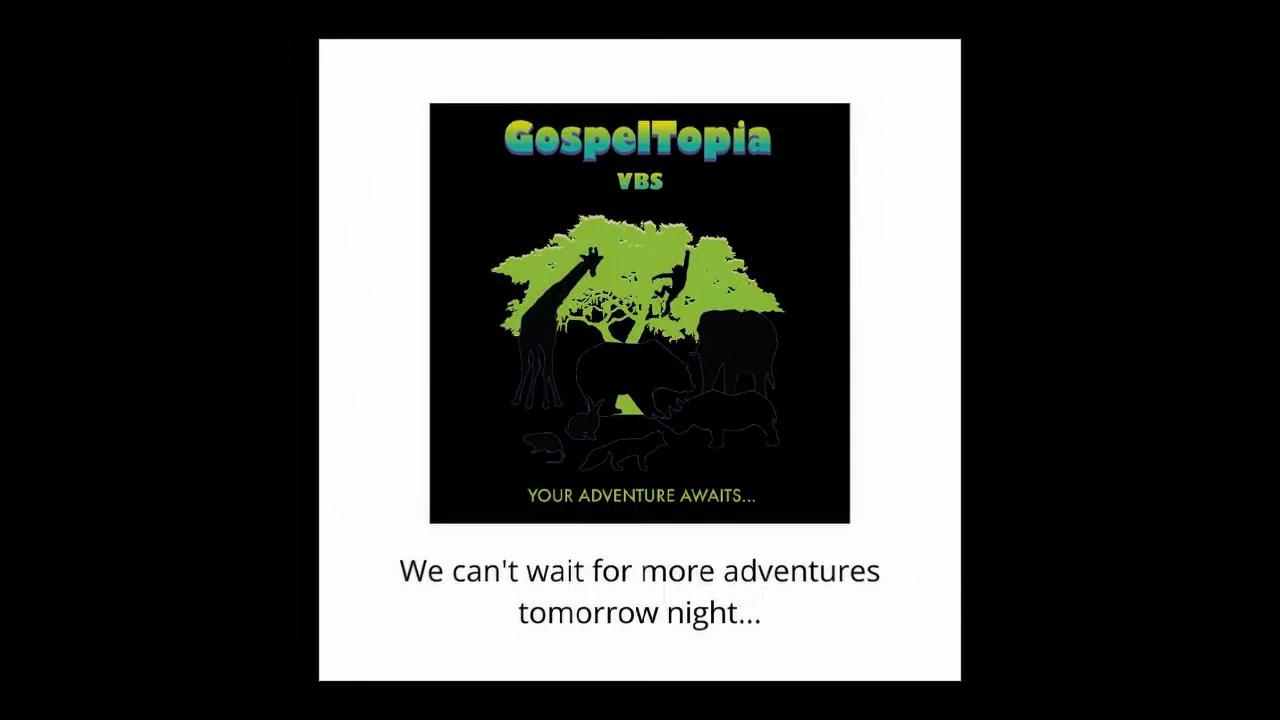 GospelTopia
VBS
YOUR ADVENTURE AWAITS...
We can't wait for more adventures
tomorrow night...